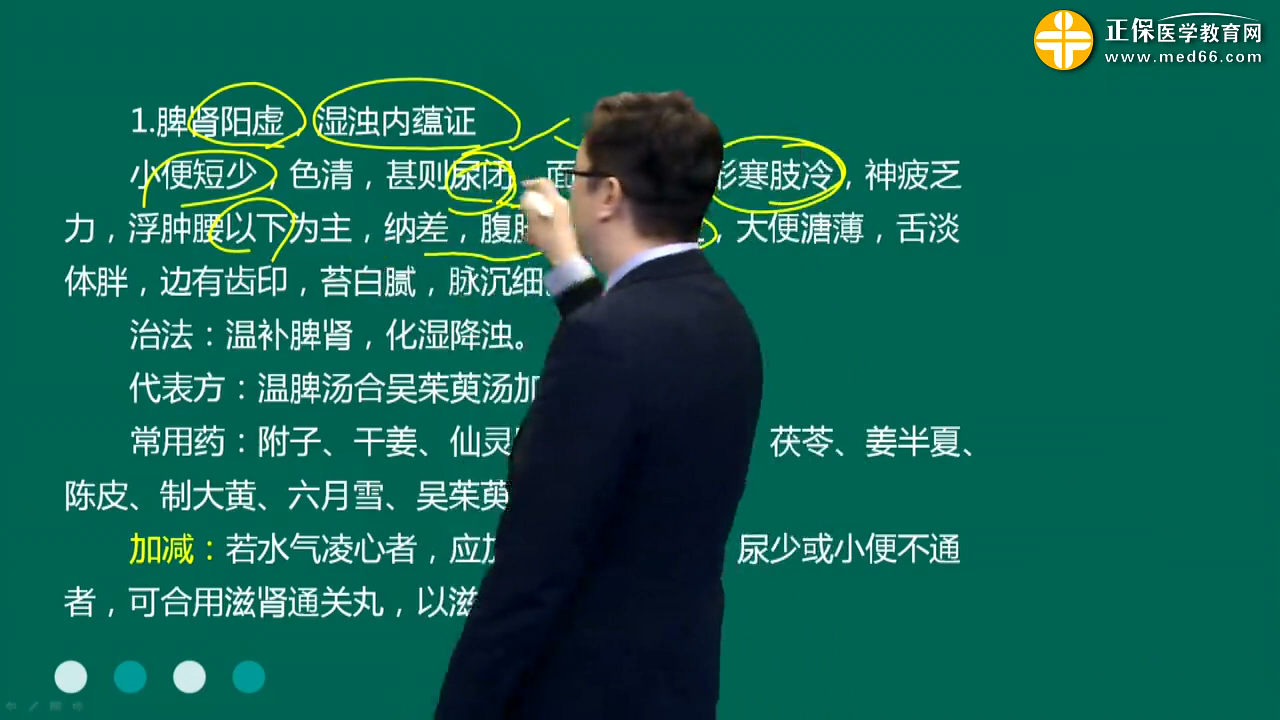 正保医学教育网
www.med66.com
1.脾肾阳虚，湿浊内蕴证
小便短少，色清，甚则尿闭，面 形寒肢冷，神疲乏
力，浮肿腰以下为主，纳差，腹 ，大便溏薄，舌淡
体胖，边有齿印，苔白腻，脉沉细
治法：温补脾肾，化湿降浊。
代表方：温脾汤合吴茱萸汤加
常用药：附子、干姜、仙灵 茯苓、姜半夏、
陈皮、制大黄、六月雪、吴茱萸
加减：若水气凌心者，应加 尿少或小便不通
者，可合用滋肾通关丸，以滋